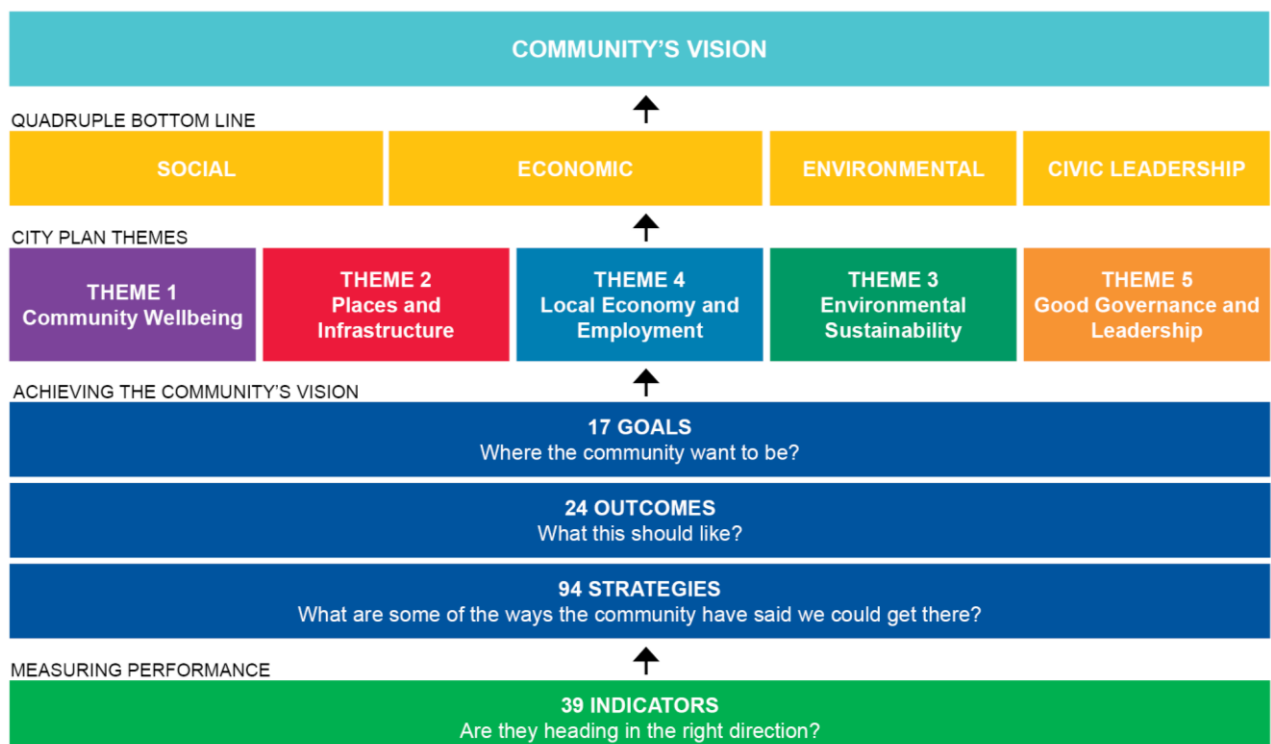 COMMUNITY'S VISION
QUADRUPLE BOTTOM LINE
SOCIAL
ECONOMIC
ENVIRONMENTAL
CIVIC LEADERSHIP
CITY PLAN THEMES
THEME 1
Community Wellbeing
THEME 2
Places and
Infrastructure
THEME 4
Local Economy and
Employment
THEME 3
Environmental
Sustainability
THEME 5
Good Governance and
Leadership
ACHIEVING THE COMMUNITY'S VISION
17 GOALS
Where the community want to be?
24 OUTCOMES
What this should like?
94 STRATEGIES
What are some of the ways the community have said we could get there?
MEASURING PERFORMANCE
39 INDICATORS
Are they heading in the right direction?